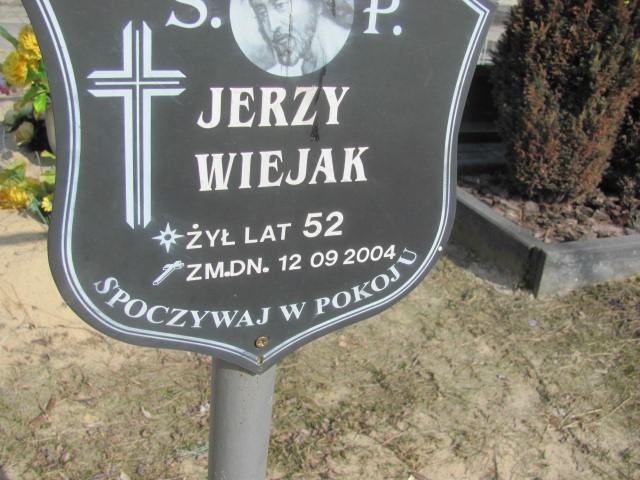 S. P.
JERZY
WIEJAK
ŻYŁ LAT 52
ZM.DN. 12 09 2004
SPOCZYWAJ W POKOJU